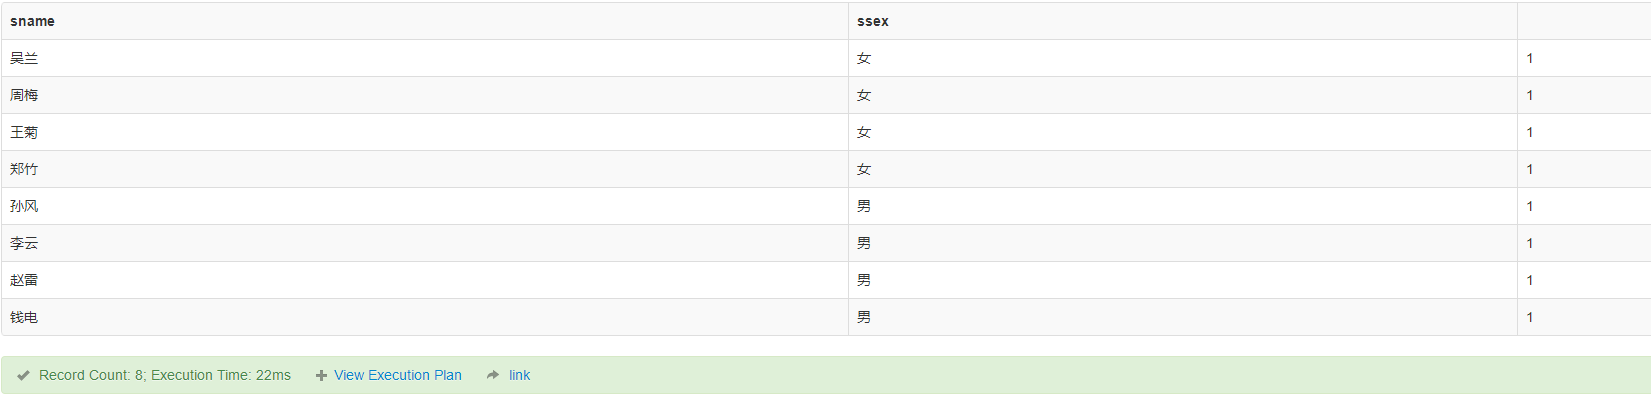 sname ssex
吴兰 女 1
周梅 女 1
王菊 女 1
郑竹 女 1
孙风 男 1
李云 男 1
赵雷 男 1
钱电 男 1
Record Count: 8; Execution Time: 22ms View Execution Plan link